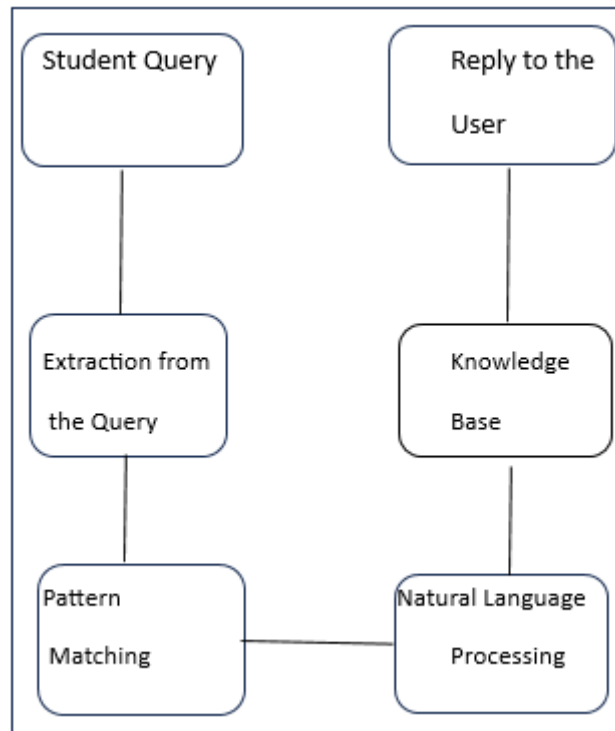 Student Query
Reply to the
User
Extraction from
the Query
Knowledge
Base
Pattern
Matching
Natural Language
Processing